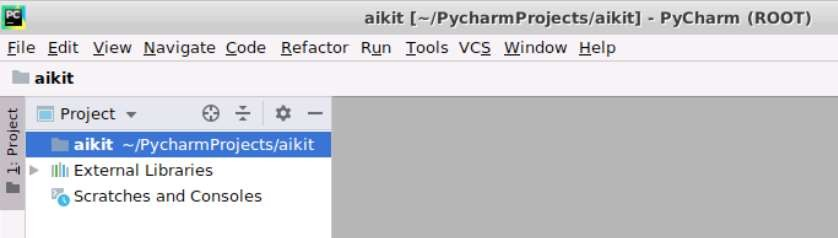 PC
aikit [~/PycharmProjects/aikit] - PyCharm (ROOT)
File Edit View Navigate Code Refactor Run Tools VCS Window Help
aikit
1: Project
Project
aikit ~/PycharmProjects/aikit
External Libraries
Scratches and Consoles